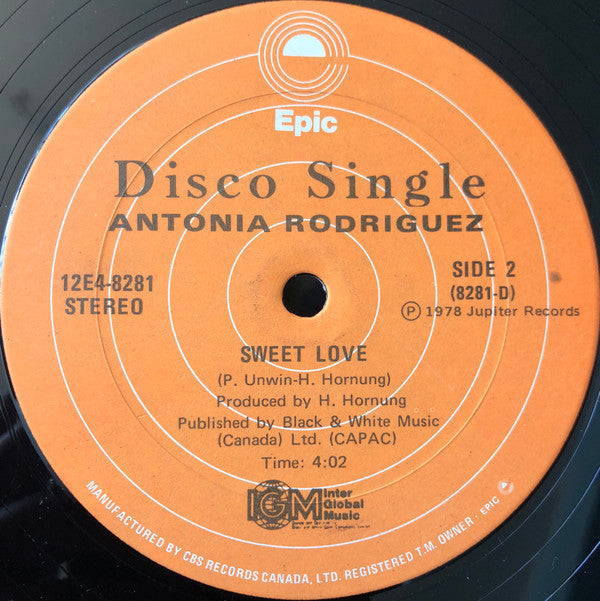 Epic
Disco Single
ANTONIA RODRIGUEZ
12E4-8281
STEREO
SIDE 2
(8281-D)
Ⓟ 1978 Jupiter Records
SWEET LOVE
(P. Unwin-H. Hornung)
Produced by H. Hornung
Published by Black & White Music
(Canada) Ltd. (CAPAC)
Time: 4:02
IGM Inter
Global
Music
MANUFACTURED BY CBS RECORDS CANADA, LTD. REGISTERED T.M. OWNER · EPIC